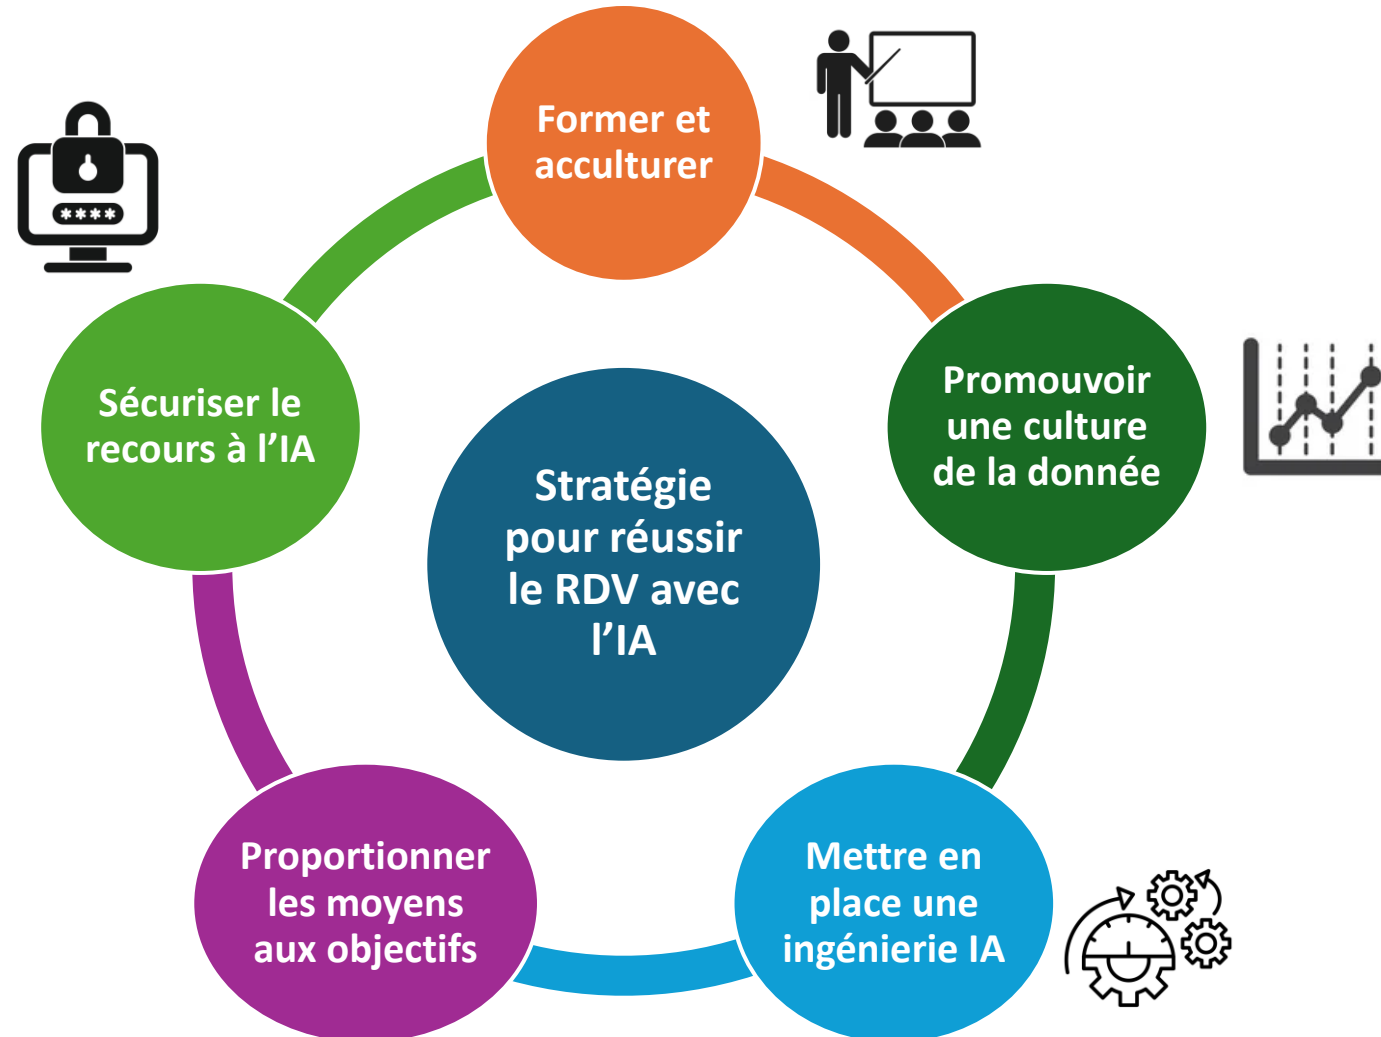 Former et
acculturer
****
Sécuriser le
recours à l’IA
Promouvoir
une culture
de la donnée
Stratégie
pour réussir
le RDV avec
l’IA
Proportionner
les moyens
aux objectifs
Mettre en
place une
ingénierie IA